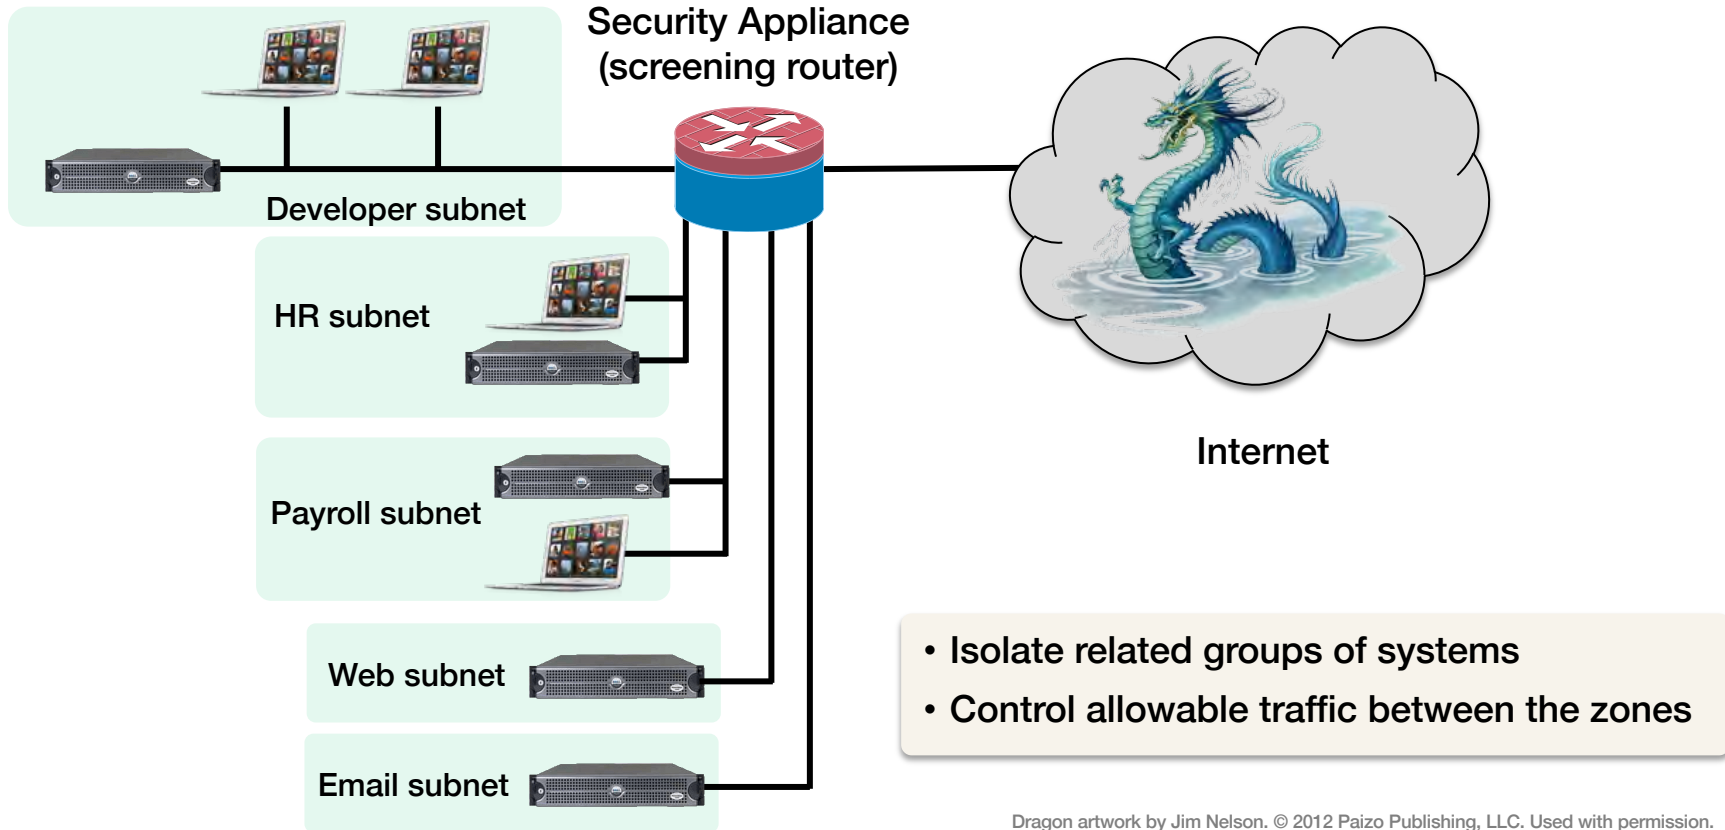 Security Appliance
(screening router)
Developer subnet
HR subnet
Internet
Payroll subnet
• Isolate related groups of systems
Web subnet
• Control allowable traffic between the zones
Email subnet
Dragon artwork by Jim Nelson. © 2012 Paizo Publishing, LLC. Used with permission.